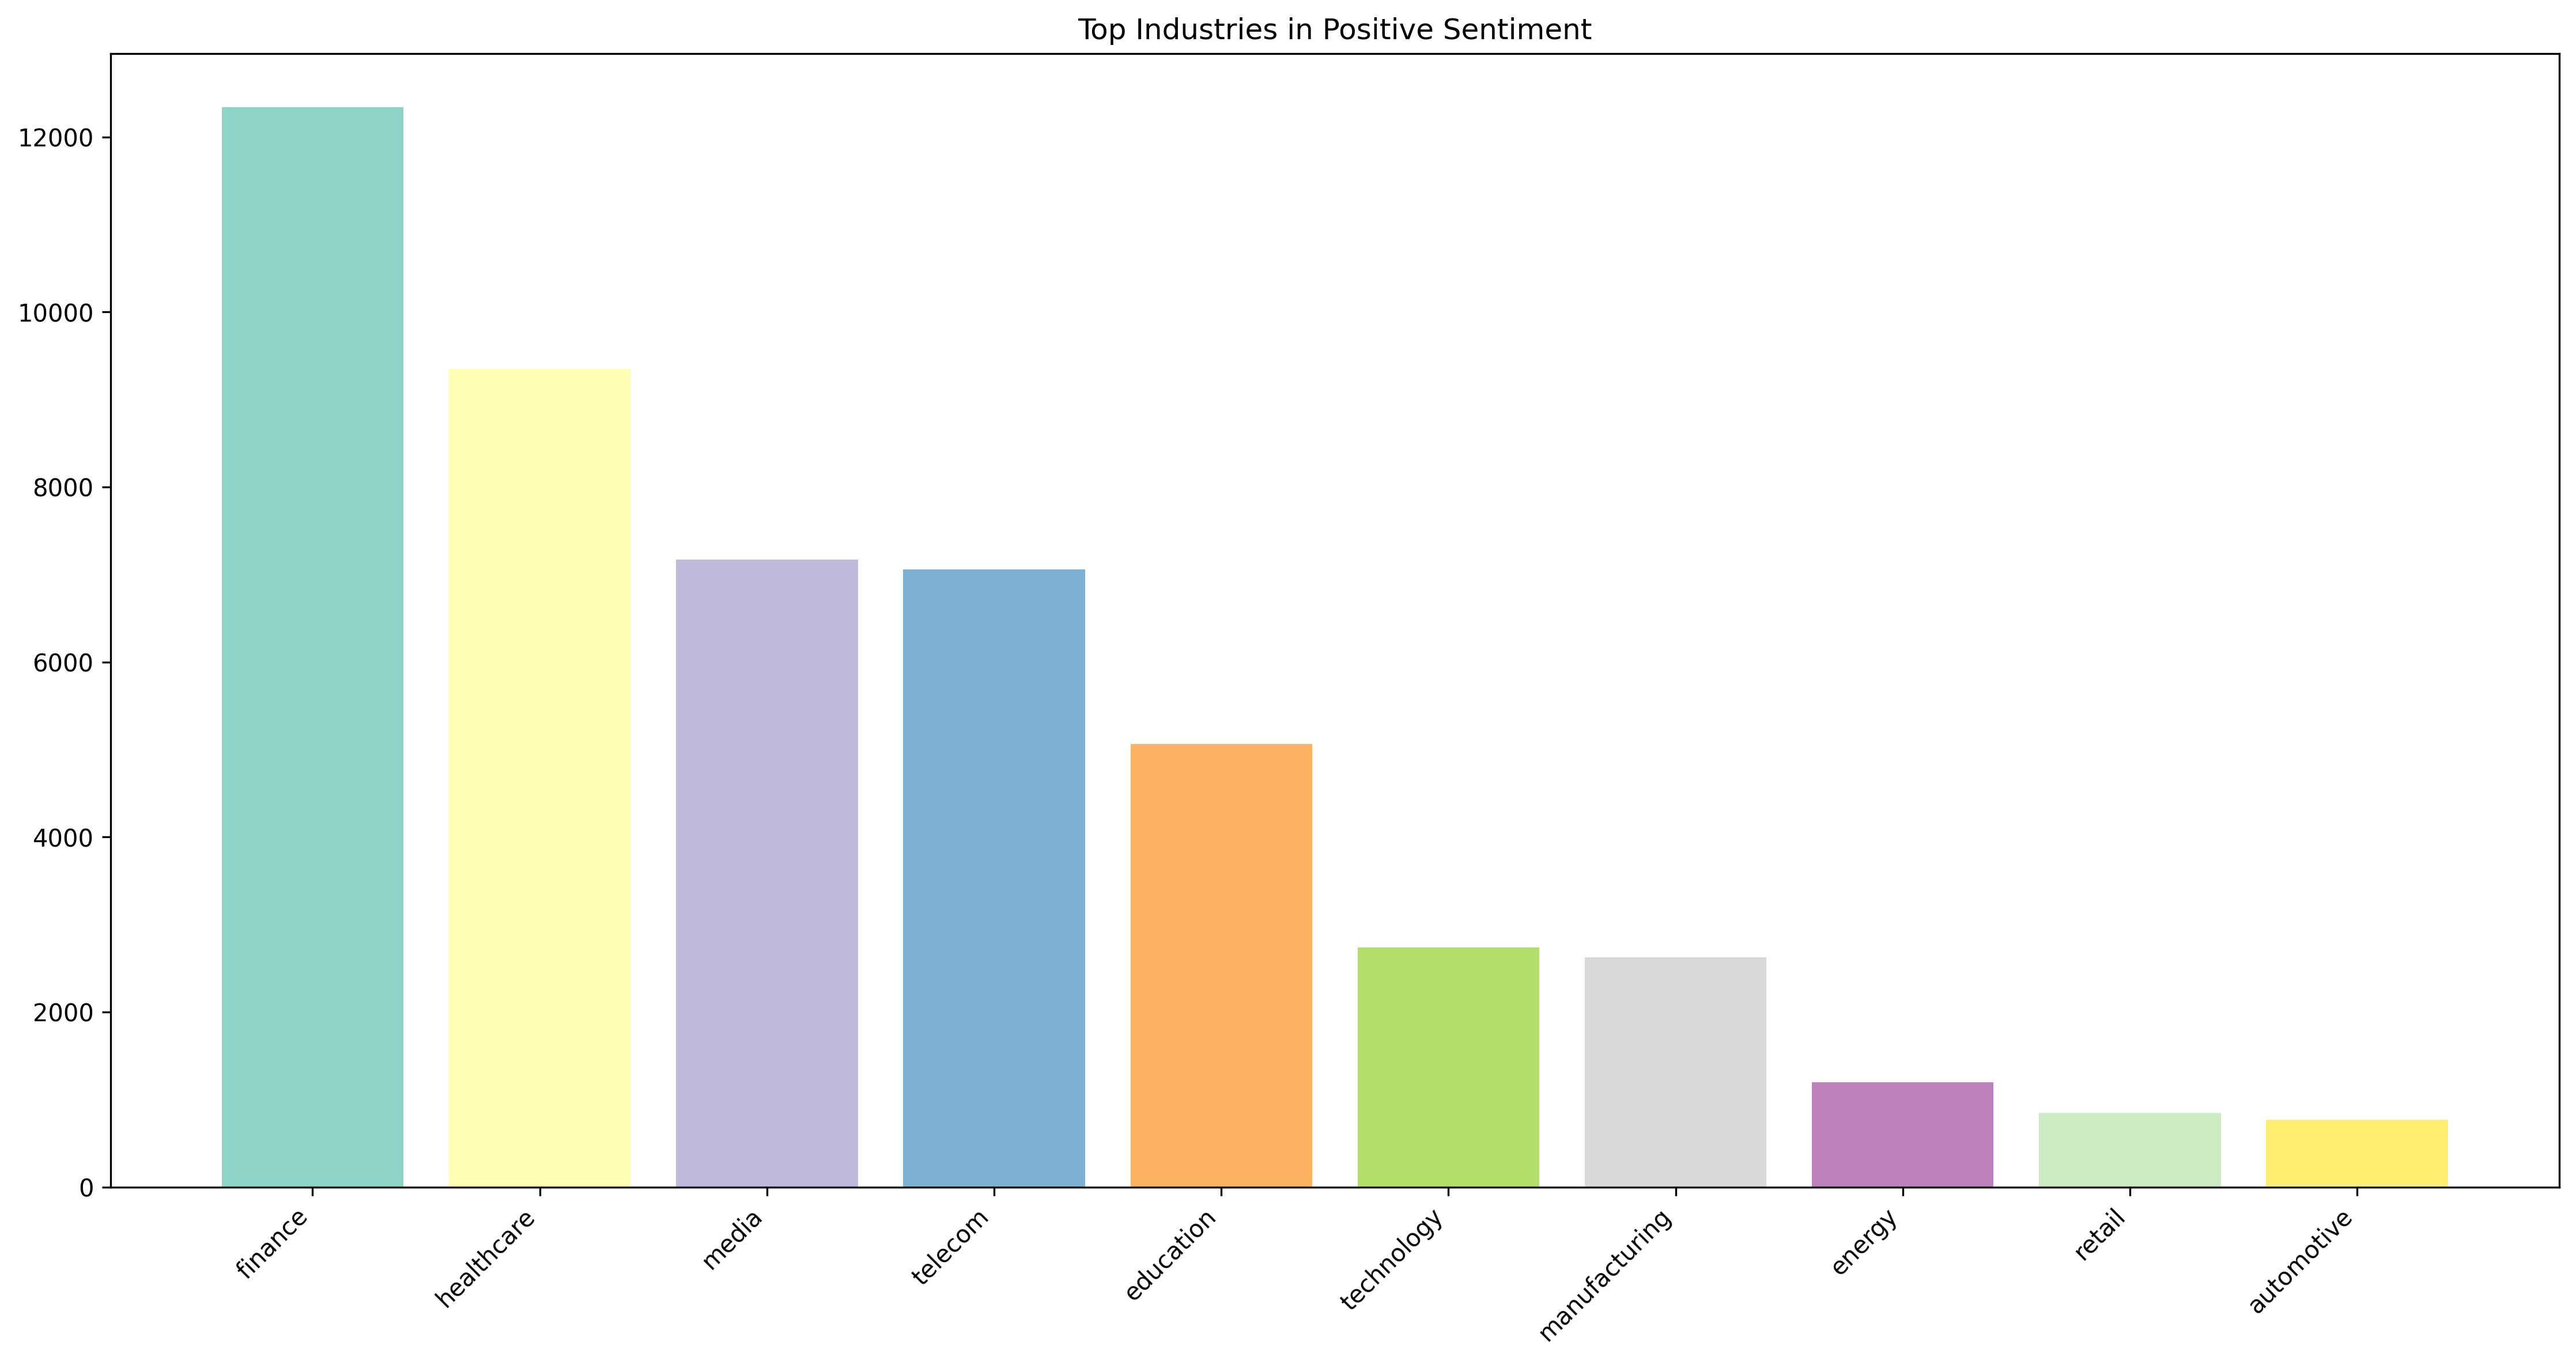 Top Industries in Positive Sentiment
12000
10000
8000
6000
4000
2000
0
finance
healthcare
media
telecom
education
technology
manufacturing
energy
retail
automotive